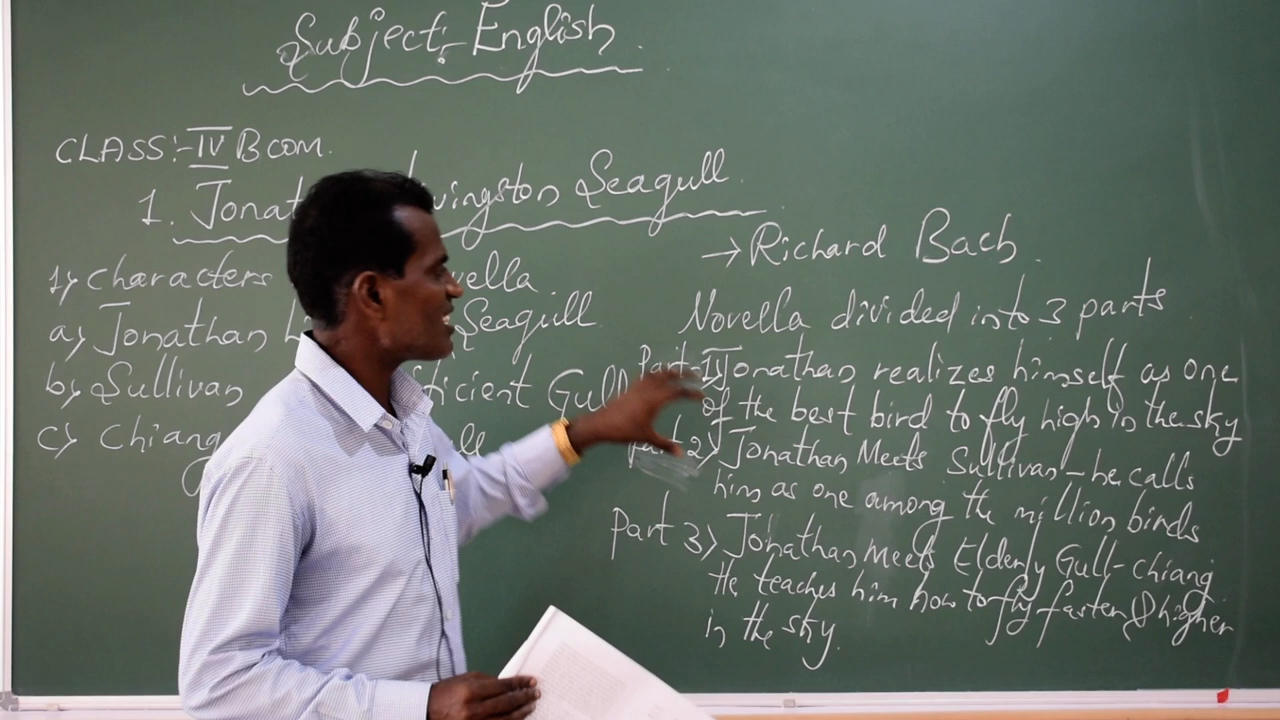 Subject:- English.
CLASS:- IV B com.
1. Jonat vingston Seagull.
→ Richard Bach.
1) Characters vella.
a) Jonathan Seagull
b) Sullivan ficient Gull
c) Chiang
Novella divided into 3 parts
Part-1) Jonathan realizes himself as one
of the best bird to fly high in the sky
Part 2) Jonathan Meets Sullivan - he calls
him as one among the million birds
Part 3) Jonathan meets Elderly Gull- chiang
He teaches him how to fly faster & higher
in the sky.